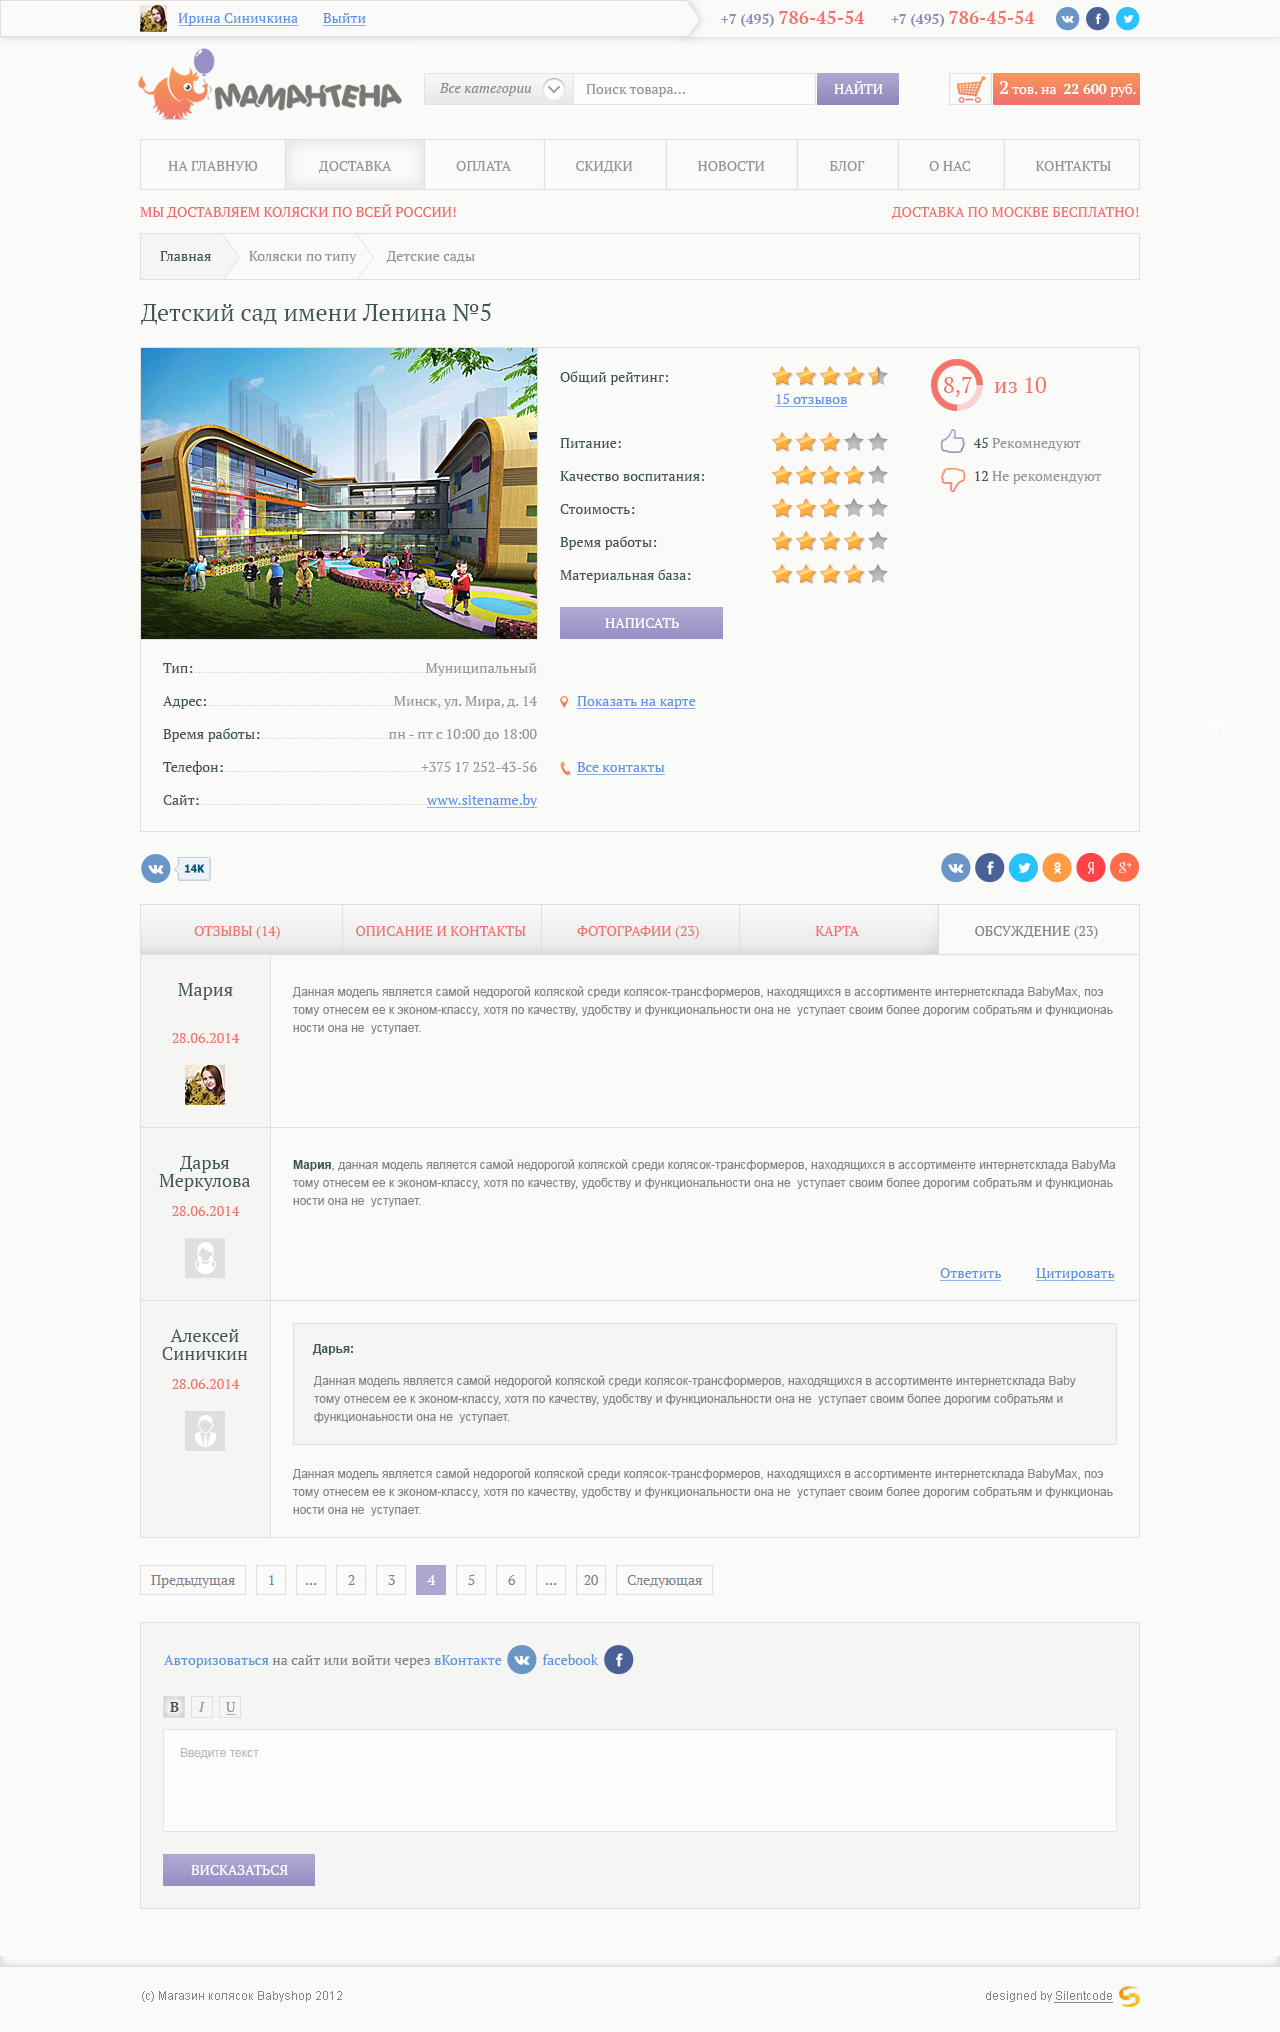 Ирина Синичкина Выйти +7 (495) 786-45-54 +7 (495) 786-45-54
МАМАНТЕНА
Все категории Поиск товара... НАЙТИ 2 тов. на 22 600 руб.
НА ГЛАВНУЮ ДОСТАВКА ОПЛАТА СКИДКИ НОВОСТИ БЛОГ О НАС КОНТАКТЫ
МЫ ДОСТАВЛЯЕМ КОЛЯСКИ ПО ВСЕЙ РОССИИ! ДОСТАВКА ПО МОСКВЕ БЕСПЛАТНО!
Главная Коляски по типу Детские сады
Детский сад имени Ленина №5
Общий рейтинг: 8,7 из 10
15 отзывов
Питание: 45 Рекомнедуют
Качество воспитания: 12 Не рекомендуют
Стоимость:
Время работы:
Материальная база:
НАПИСАТЬ
Тип: Муниципальный
Адрес: Минск, ул. Мира, д. 14 Показать на карте
Время работы: пн - пт с 10:00 до 18:00
НАЙТИ
Телефон: +375 17 252-43-56 Все контакты
Сайт: www.sitename.by
14K
ОТЗЫВЫ (14) ОПИСАНИЕ И КОНТАКТЫ ФОТОГРАФИИ (23) КАРТА ОБСУЖДЕНИЕ (23)
Мария
28.06.2014
Данная модель является самой недорогой коляской среди колясок-трансформеров, находящихся в ассортименте интернетсклада BabyMax, поэ
тому отнесем ее к эконом-классу, хотя по качеству, удобству и функциональности она не уступает своим более дорогим собратьям и функциональ
ности она не уступает.
Дарья
Меркулова
28.06.2014
Мария, данная модель является самой недорогой коляской среди колясок-трансформеров, находящихся в ассортименте интернетсклада BabyMa
тому отнесем ее к эконом-классу, хотя по качеству, удобству и функциональности она не уступает своим более дорогим собратьям и функциональ
ности она не уступает.
Ответить Цитировать
Алексей
Синичкин
28.06.2014
Дарья:
Данная модель является самой недорогой коляской среди колясок-трансформеров, находящихся в ассортименте интернетсклада Baby
тому отнесем ее к эконом-классу, хотя по качеству, удобству и функциональности она не уступает своим более дорогим собратьям и
функционаьности она не уступает.
Данная модель является самой недорогой коляской среди колясок-трансформеров, находящихся в ассортименте интернетсклада BabyMax, поэ
тому отнесем ее к эконом-классу, хотя по качеству, удобству и функциональности она не уступает своим более дорогим собратьям и функциональ
ности она не уступает.
Предыдущая 1 ... 2 3 4 5 6 ... 20 Следующая
Авторизоваться на сайт или войти через вКонтакте facebook
B I U
Введите текст
ВИСКАЗАТЬСЯ
(c) Магазин колясок Babyshop 2012 designed by Silentcode